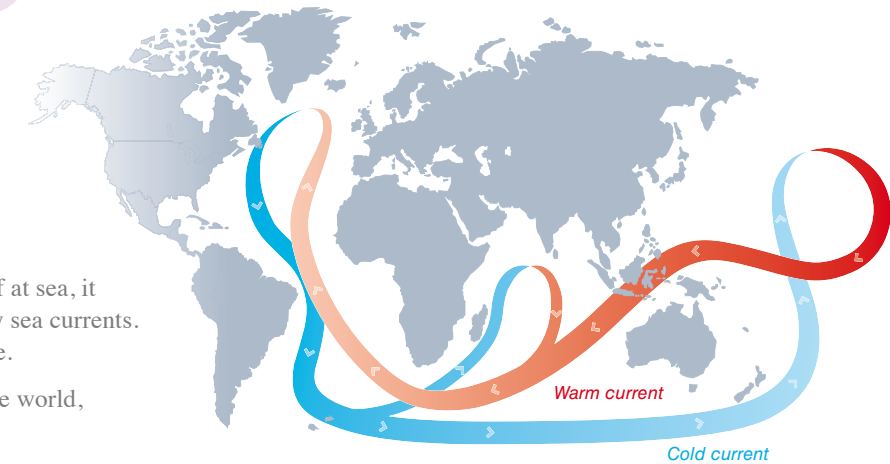 f at sea, it
sea currents.
e.
e world,
Warm current
Cold current